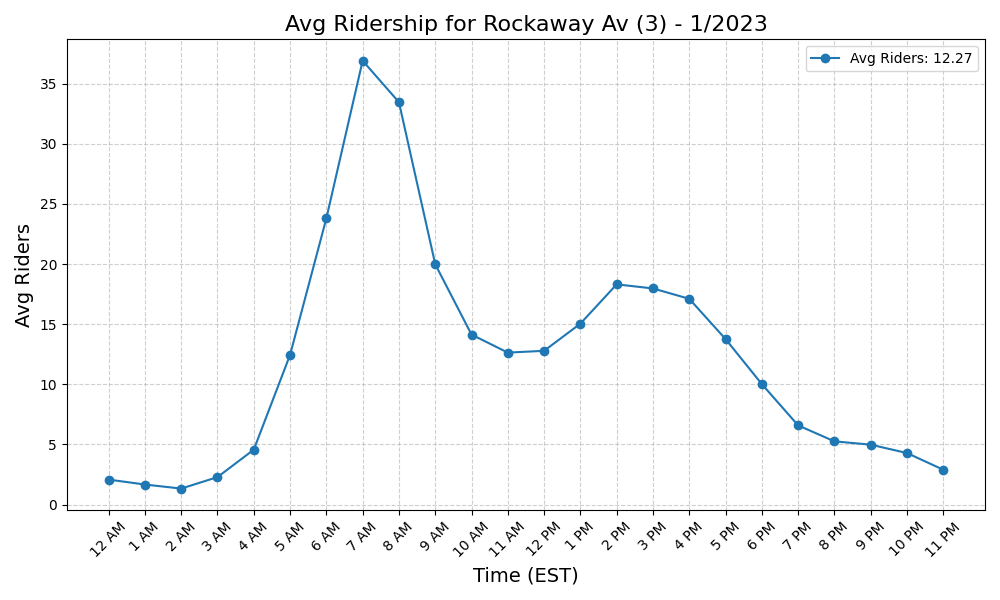 Avg Ridership for Rockaway Av (3) - 1/2023
Avg Riders: 12.27
Avg Riders
35
30
25
20
15
10
5
0
12 AM
1 AM
2 AM
3 AM
4 AM
5 AM
6 AM
7 AM
8 AM
9 AM
10 AM
11 AM
12 PM
1 PM
2 PM
3 PM
4 PM
5 PM
6 PM
7 PM
8 PM
9 PM
10 PM
11 PM
Time (EST)